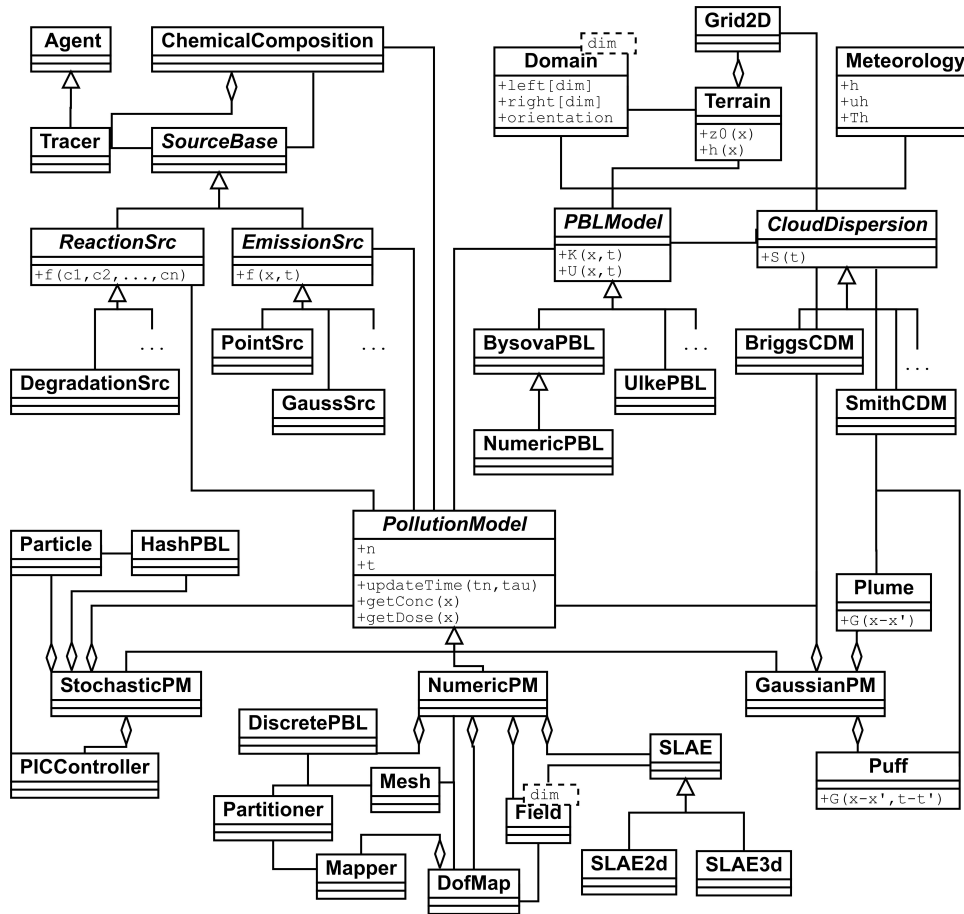 Agent
ChemicalComposition
Grid2D
dim
Domain
+left[dim]
+right[dim]
+orientation
Meteorology
+h
+uh
+Th
Terrain
+z0(x)
+h(x)
Tracer
SourceBase
ReactionSrc
+f(c1,c2,...,cn)
EmissionSrc
+f(x,t)
PBLModel
+K(x,t)
+U(x,t)
CloudDispersion
+S(t)
...
...
...
...
PointSrc
BysovaPBL
BriggsCDM
DegradationSrc
GaussSrc
UlkePBL
SmithCDM
NumericPBL
PollutionModel
+n
+t
+updateTime(tn,tau)
+getConc(x)
+getDose(x)
Particle
HashPBL
Plume
+G(x-x')
StochasticPM
NumericPM
GaussianPM
DiscretePBL
SLAE
PICController
Mesh
Puff
+G(x-x',t-t')
dim
Field
Partitioner
Mapper
DofMap
SLAE2d
SLAE3d